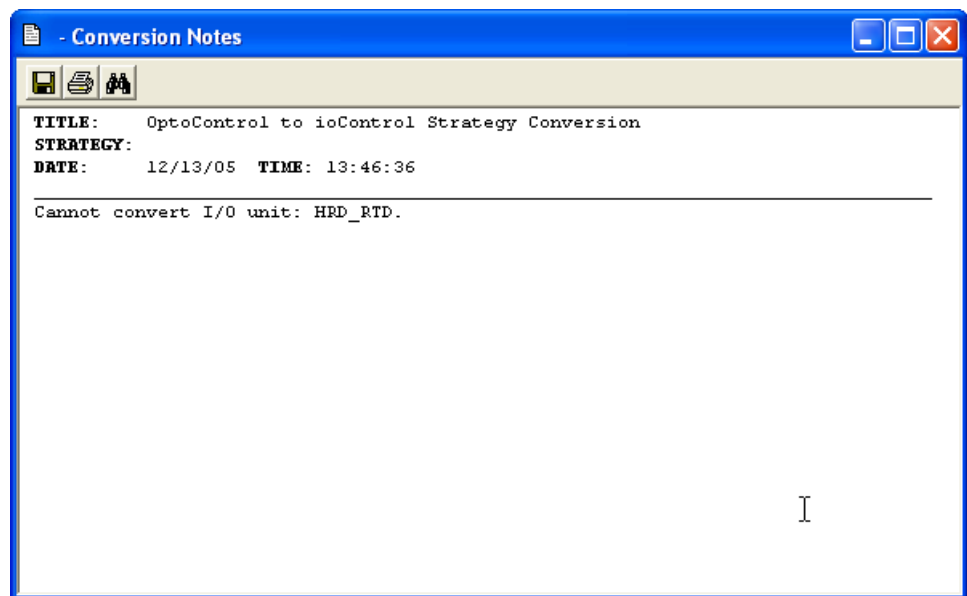 - Conversion Notes
TITLE: OptoControl to ioControl Strategy Conversion
STRATEGY:
DATE: 12/13/05 TIME: 13:46:36
Cannot convert I/O unit: HRD_RTD.